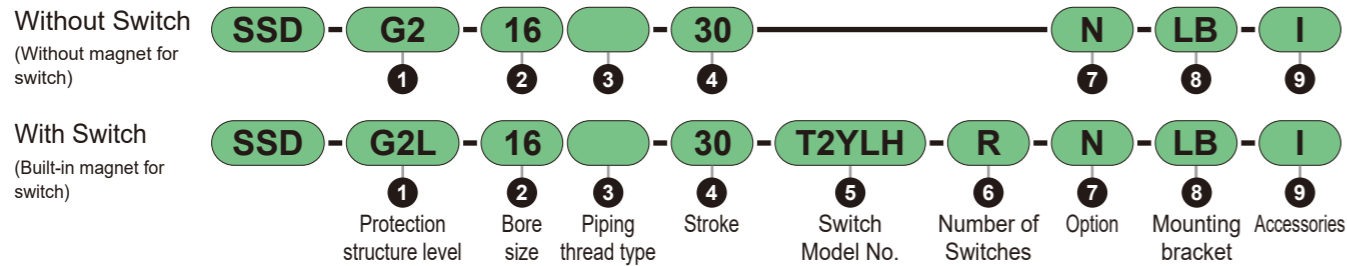 Without Switch
(Without magnet for
switch)
SSD - G2 - 16 - 30 N - LB - I
1 2 3 4 7 8 9
With Switch
(Built-in magnet for
switch)
SSD - G2L - 16 - 30 - T2YLH - R - N - LB - I
1 2 3 4 5 6 7 8 9
Protection Bore Piping Stroke Switch Number of Option Mounting Accessories
structure level size thread type Model No. Switches bracket